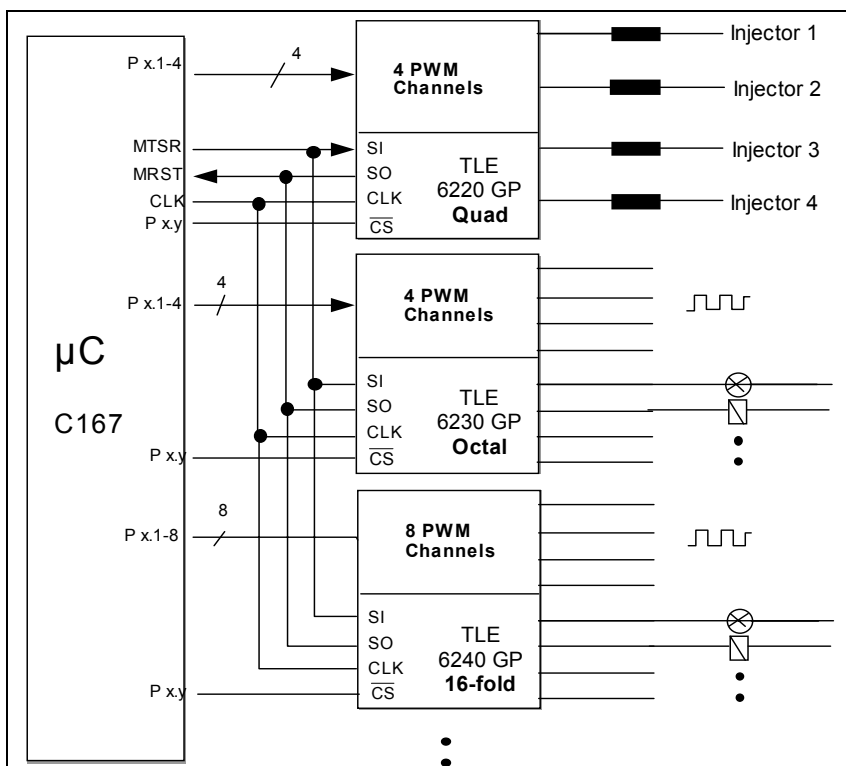 Injector 1
P x.1-4
4
4 PWM
Channels
Injector 2
MTSR
SI
TLE
Injector 3
MRST
SO
6220 GP
CLK
CLK
Quad
Injector 4
P x.y
CS
4
P x.1-4
4 PWM
Channels
µC
SI
TLE
SO
6230 GP
C167
CLK
Octal
P x.y
CS
8
P x.1-8
8 PWM
Channels
SI
TLE
SO
6240 GP
CLK
16-fold
P x.y
CS